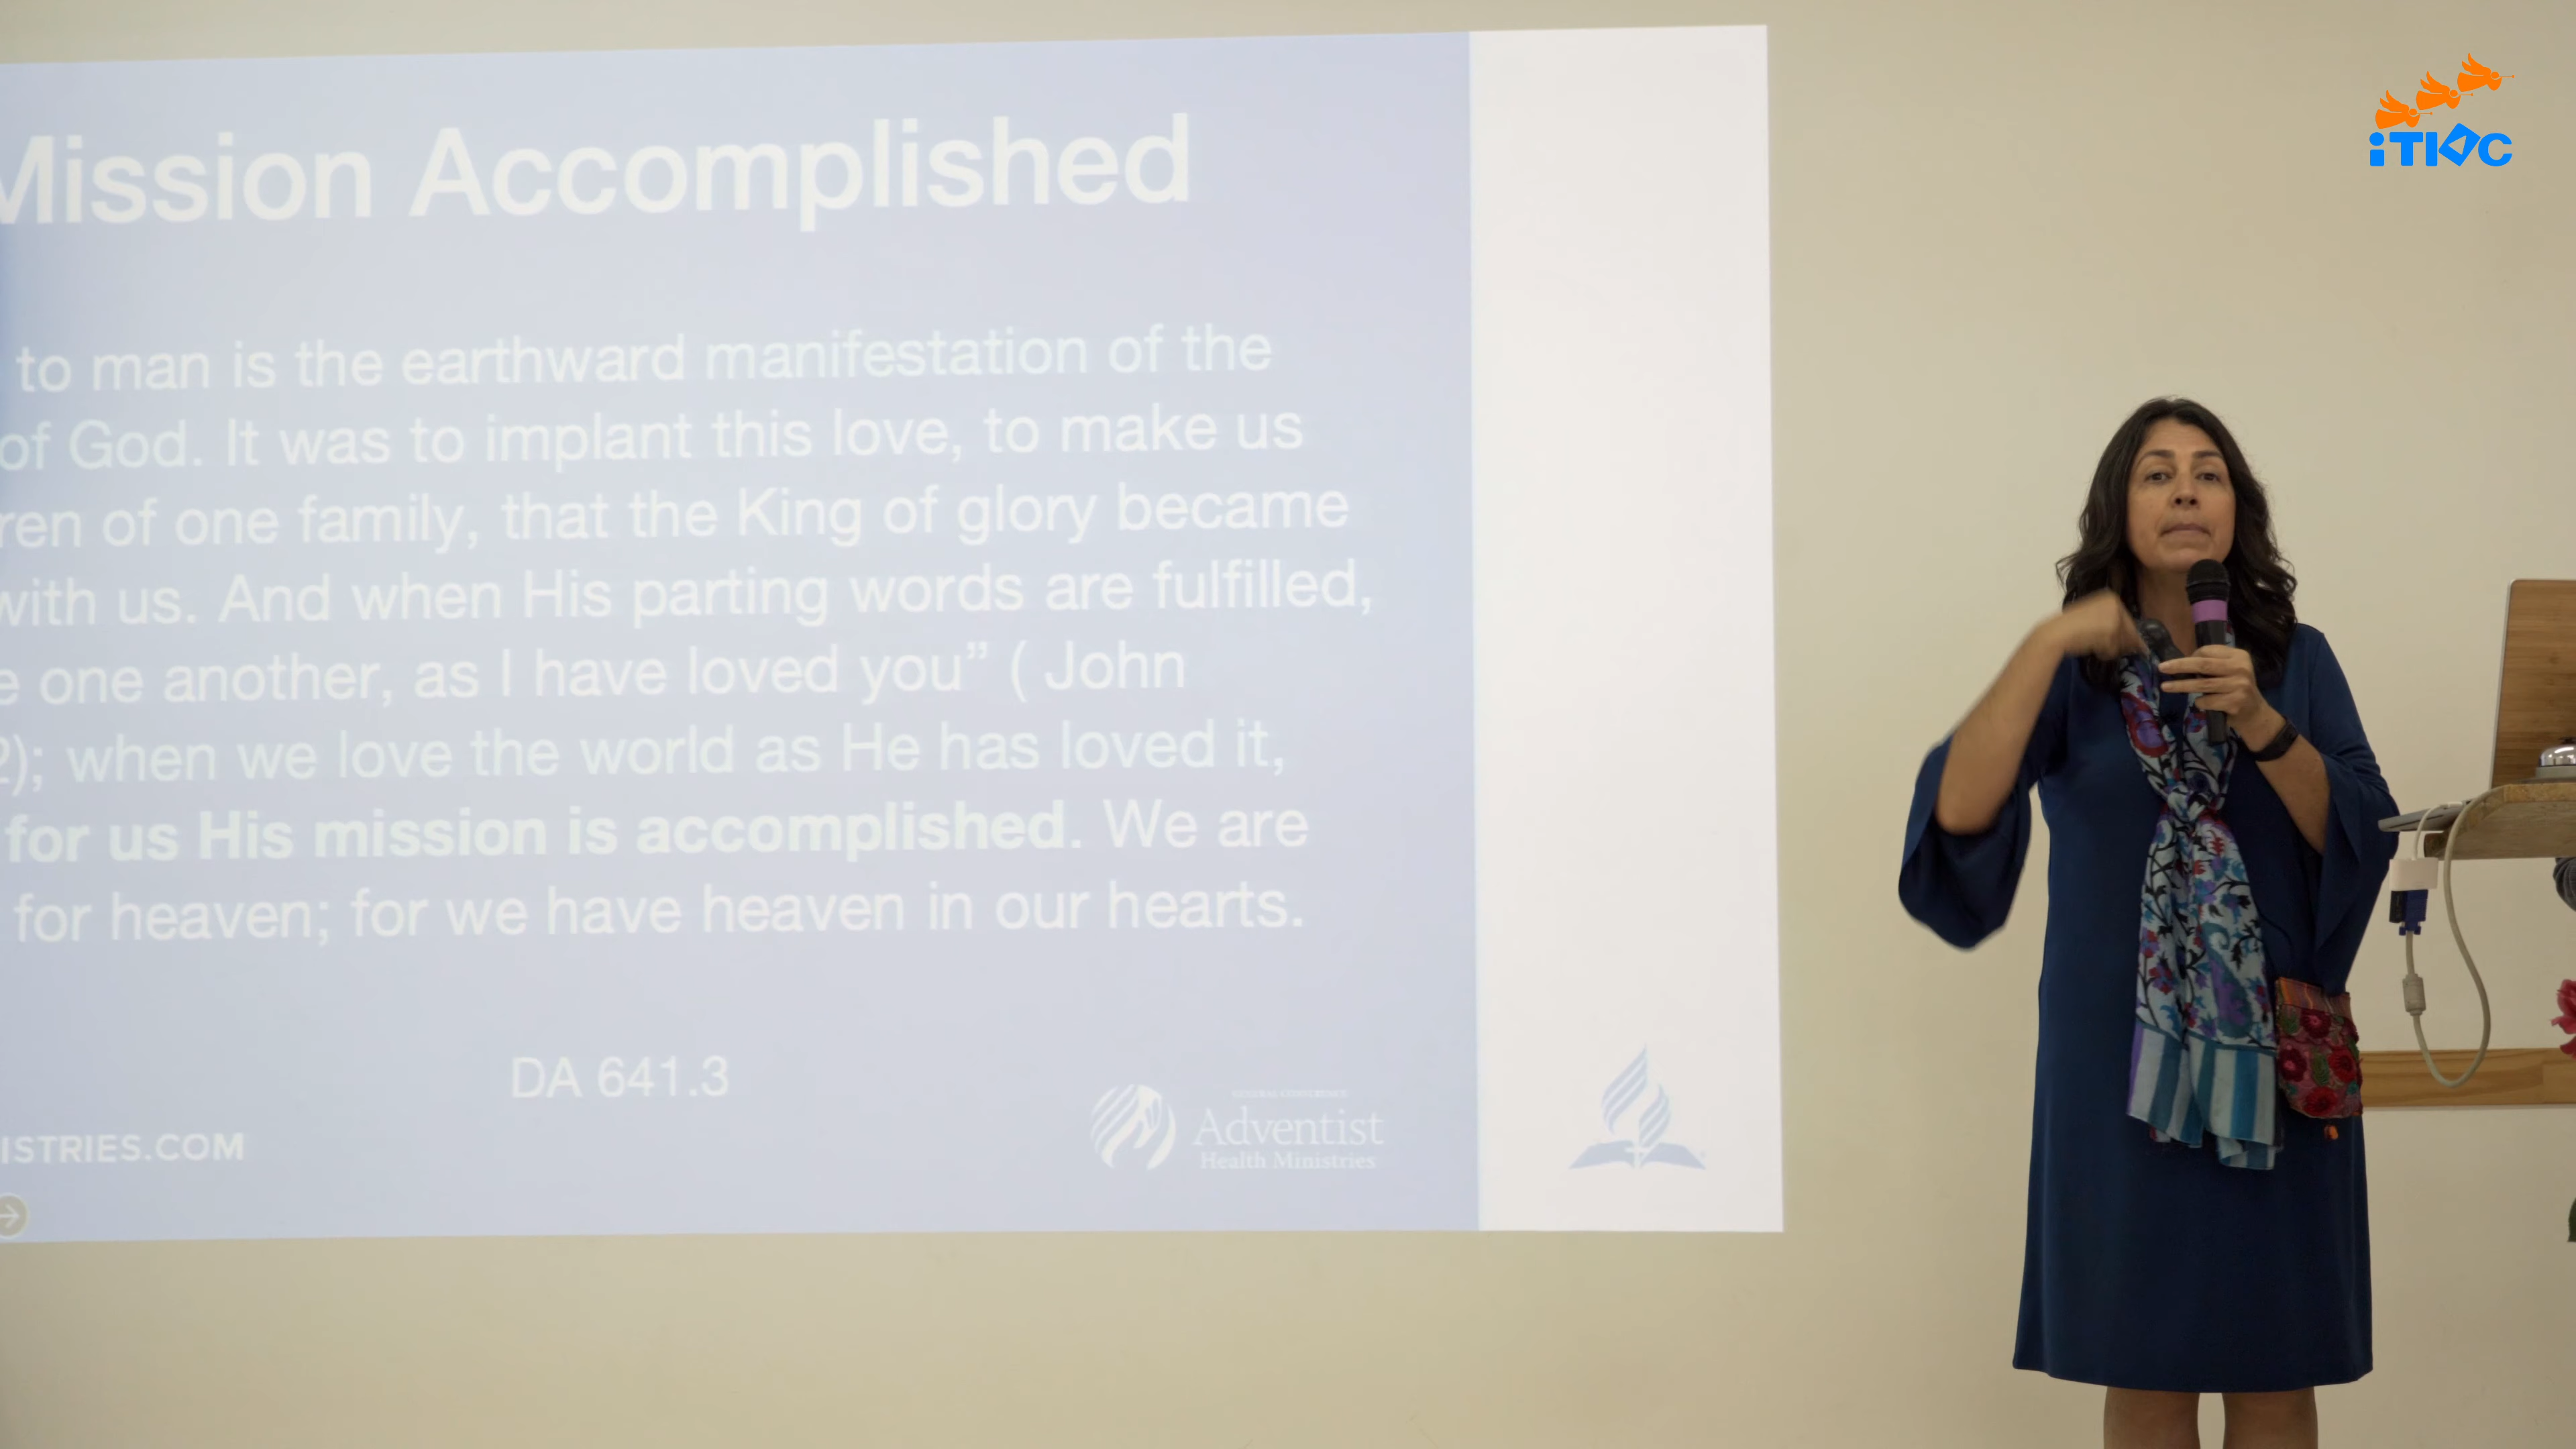 Mission Accomplished
to man is the earthward manifestation of the
of God. It was to implant this love, to make us
ren of one family, that the King of glory became
with us. And when His parting words are fulfilled,
e one another, as I have loved you” ( John
2); when we love the world as He has loved it,
for us His mission is accomplished. We are
for heaven; for we have heaven in our hearts.
DA 641.3
ISTRIES.COM
GENERAL CONFERENCE
Adventist
Health Ministries